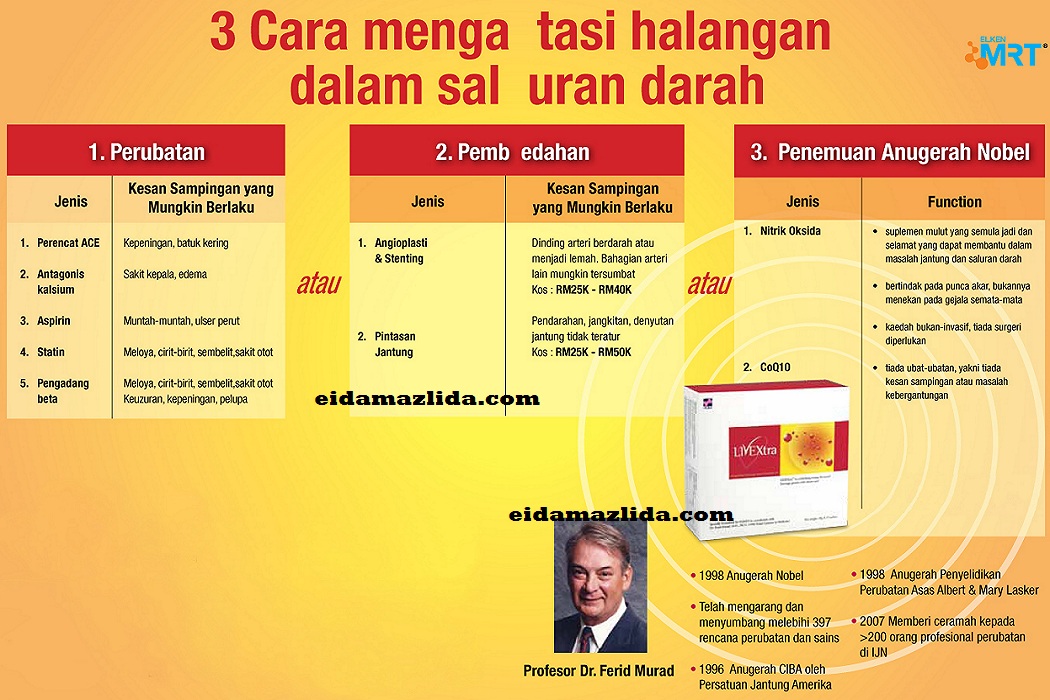 3 Cara menga tasi halangan
dalam sal uran darah
ELKEN
MRT
1. Perubatan
Jenis
Kesan Sampingan yang
Mungkin Berlaku
1. Perencat ACE
Kepeningan, batuk kering
2. Antagonis
kalsium
Sakit kepala, edema
3. Aspirin
Muntah-muntah, ulser perut
4. Statin
Meloya, cirit-birit, sembelit,sakit otot
5. Pengadang
beta
Meloya, cirit-birit, sembelit,sakit otot
Keuzuran, kepeningan, pelupa
atau
2. Pemb edahan
Jenis
Kesan Sampingan
yang Mungkin Berlaku
1. Angioplasti
& Stenting
Dinding arteri berdarah atau
menjadi lemah. Bahagian arteri
lain mungkin tersumbat
Kos : RM25K - RM40K
2. Pintasan
Jantung
Pendarahan, jangkitan, denyutan
jantung tidak teratur
Kos : RM25K - RM50K
atau
3. Penemuan Anugerah Nobel
Jenis
Function
1. Nitrik Oksida
2. CoQ10
• suplemen mulut yang semula jadi dan
selamat yang dapat membantu dalam
masalah jantung dan saluran darah
• bertindak pada punca akar, bukannya
menekan pada gejala semata-mata
• kaedah bukan-invasif, tiada surgeri
diperlukan
• tiada ubat-ubatan, yakni tiada
kesan sampingan atau masalah
kebergantungan
eidamazlida.com
LIVEXtra
eidamazlida.com
Profesor Dr. Ferid Murad
• 1998 Anugerah Nobel
• Telah mengarang dan
menyumbang melebihi 397
rencana perubatan dan sains
• 1996 Anugerah CIBA oleh
Persatuan Jantung Amerika
• 1998 Anugerah Penyelidikan
Perubatan Asas Albert & Mary Lasker
• 2007 Memberi ceramah kepada
>200 orang profesional perubatan
di IJN